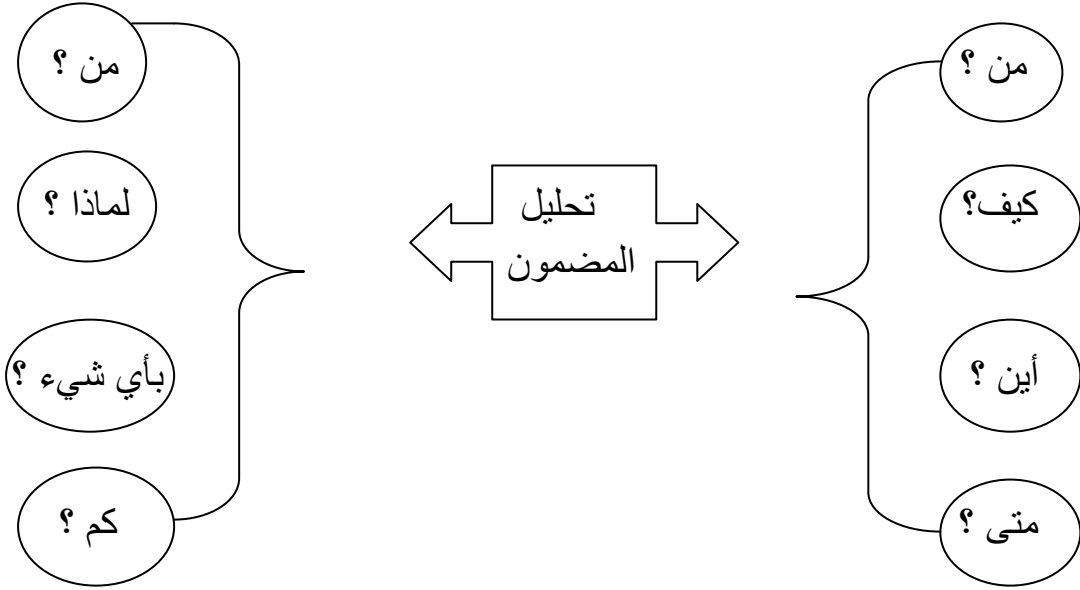 من ؟
كيف؟
أين ؟
متى ؟
تحليل
المضمون
من ؟
لماذا ؟
بأي شيء ؟
كم ؟